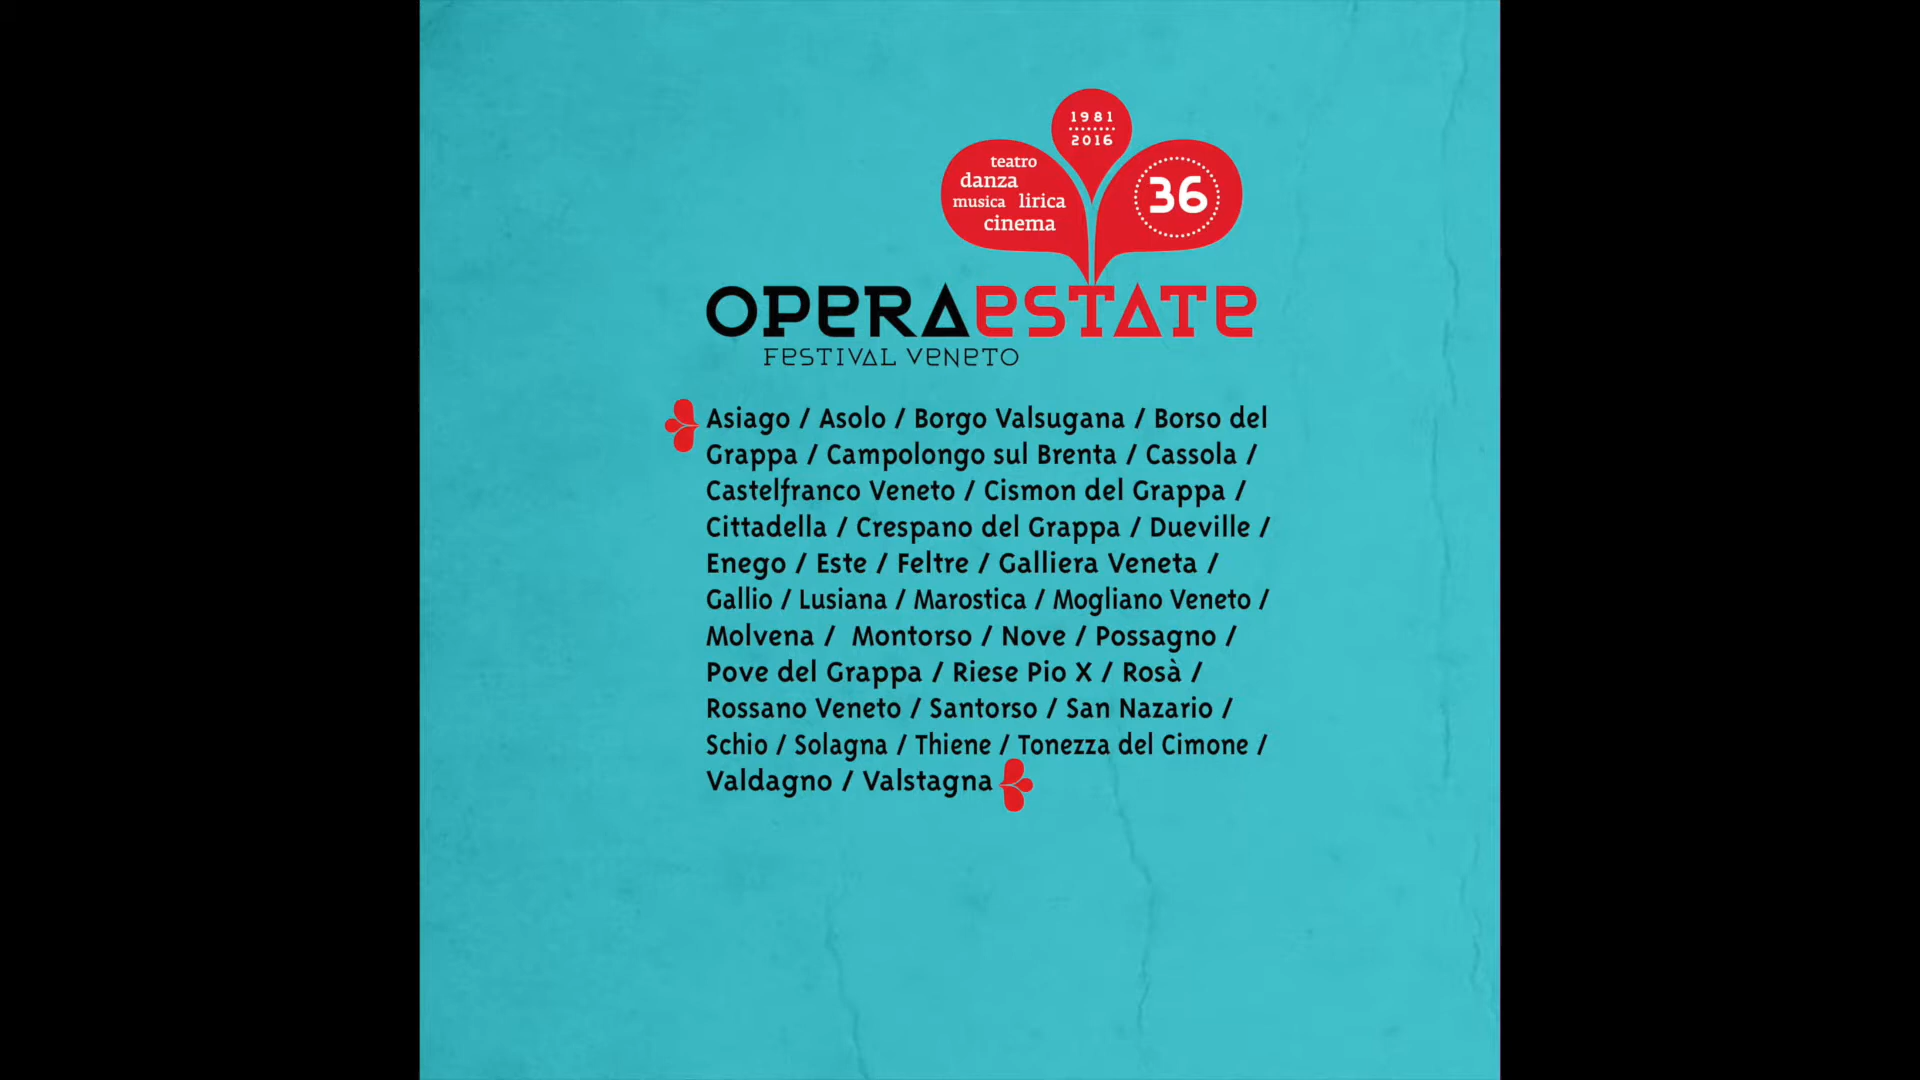 1981
2016
teatro
danza
musica lirica
cinema
36
OPERAESTATE
FESTIVAL VENETO
Asiago / Asolo / Borgo Valsugana / Borso del
Grappa / Campolongo sul Brenta / Cassola /
Castelfranco Veneto / Cismon del Grappa /
Cittadella / Crespano del Grappa / Dueville /
Enego / Este / Feltre / Galliera Veneta /
Gallio / Lusiana / Marostica / Mogliano Veneto /
Molvena / Montorso / Nove / Possagno /
Pove del Grappa / Riese Pio X / Rosà /
Rossano Veneto / Santorso / San Nazario /
Schio / Solagna / Thiene / Tonezza del Cimone /
Valdagno / Valstagna